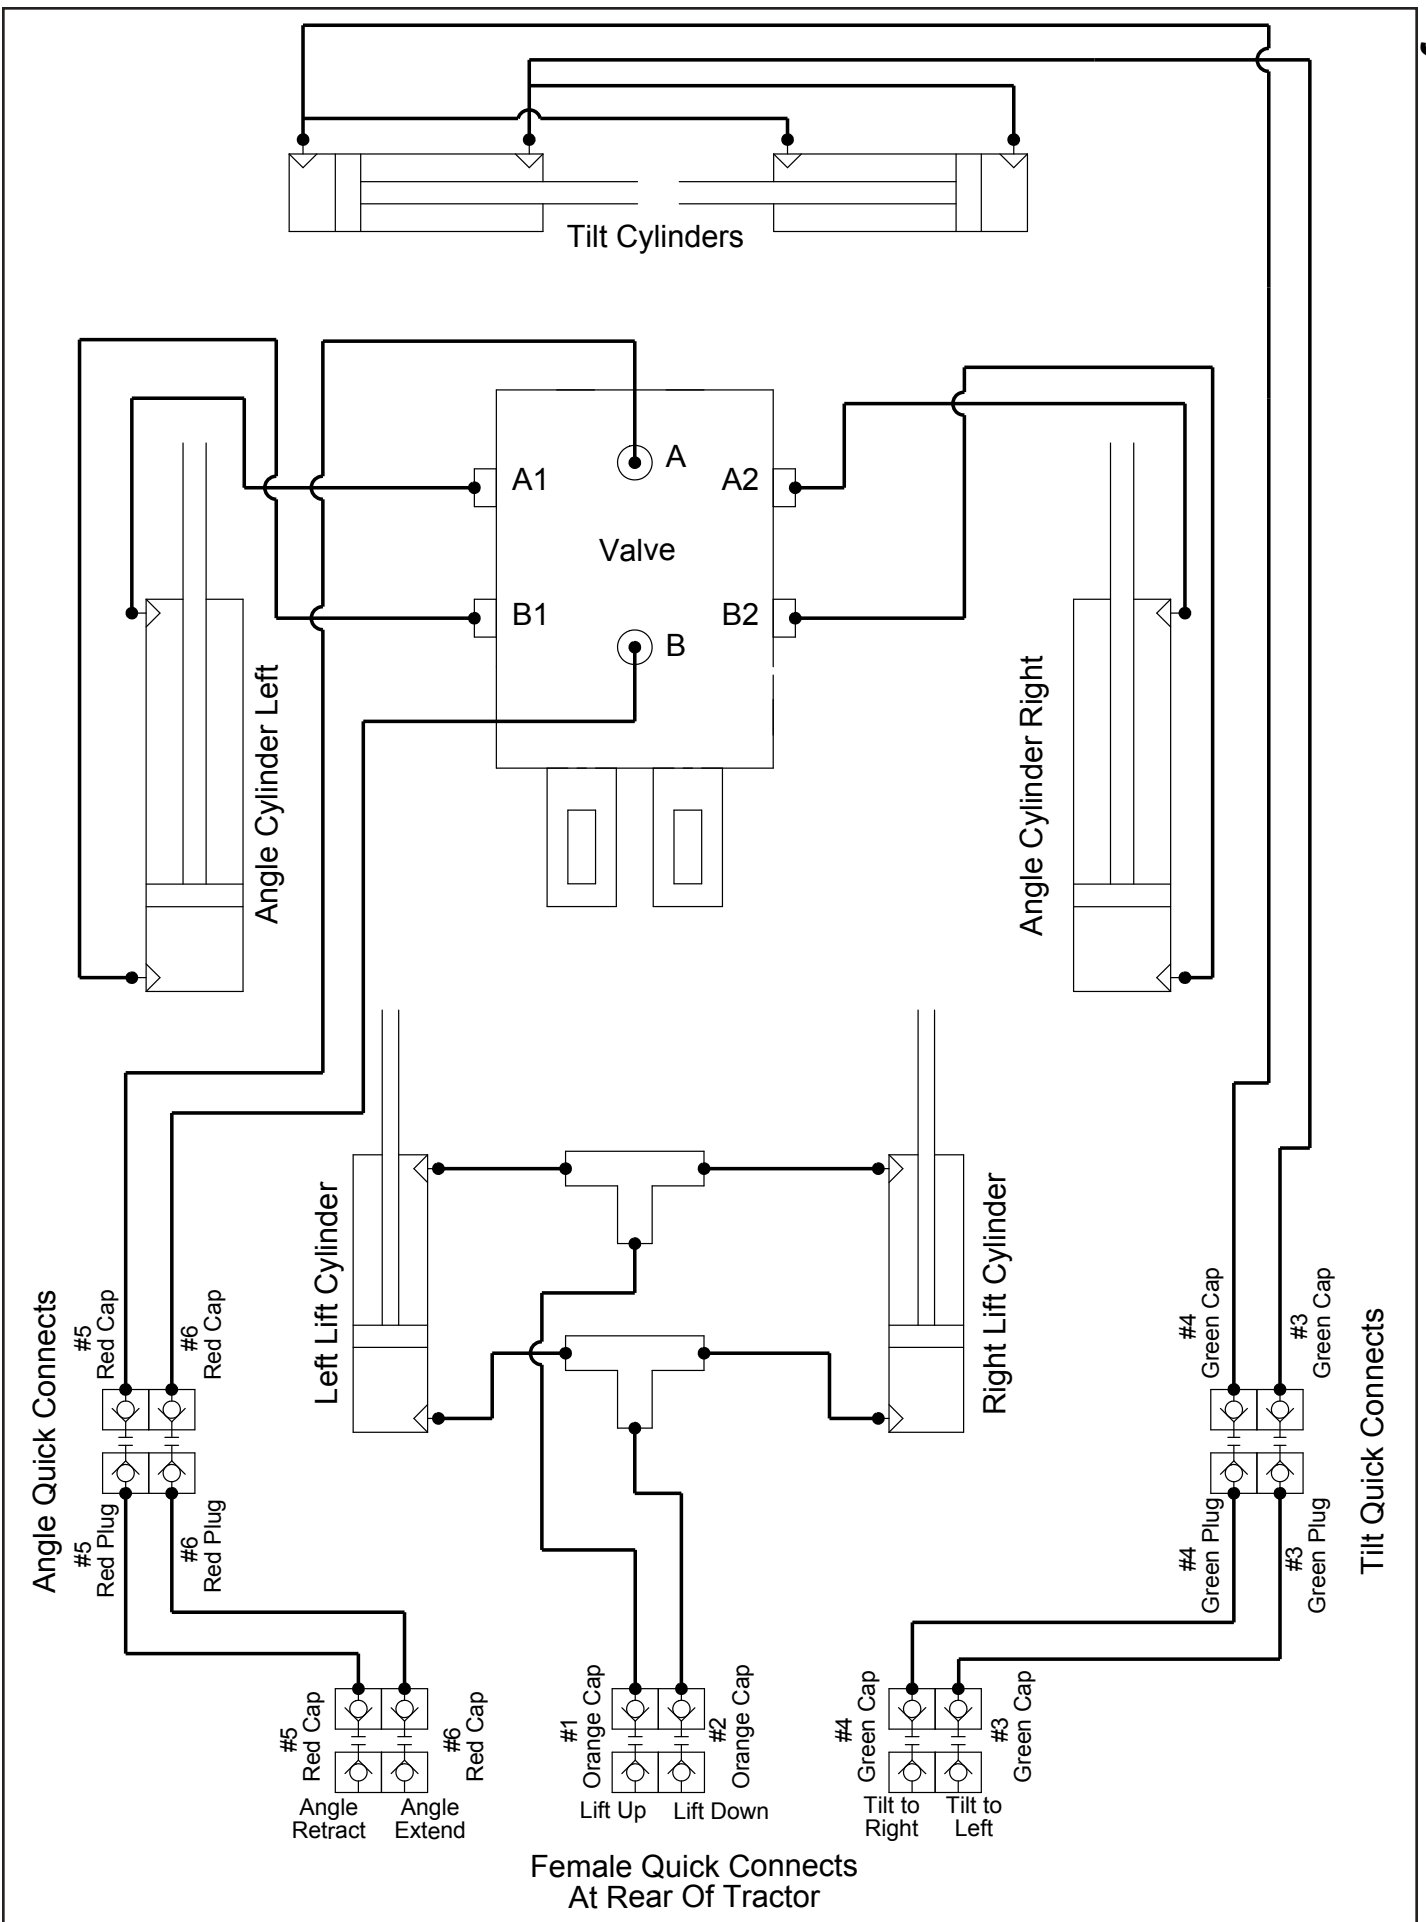 Tilt Cylinders
A
A1
A2
Valve
B1
B2
B
Angle Cylinder Left
Angle Cylinder Right
Left Lift Cylinder
Right Lift Cylinder
Angle Quick Connects
#5
Red Cap
#6
Red Cap
#5
Red Plug
#6
Red Plug
#4
Green Cap
#3
Green Cap
Tilt Quick Connects
#4
Green Plug
#3
Green Plug
#5
Red Cap
#6
Red Cap
#1
Orange Cap
#2
Orange Cap
#4
Green Cap
#3
Green Cap
Angle
Retract
Angle
Extend
Lift Up
Lift Down
Tilt to
Right
Tilt to
Left
Female Quick Connects
At Rear Of Tractor